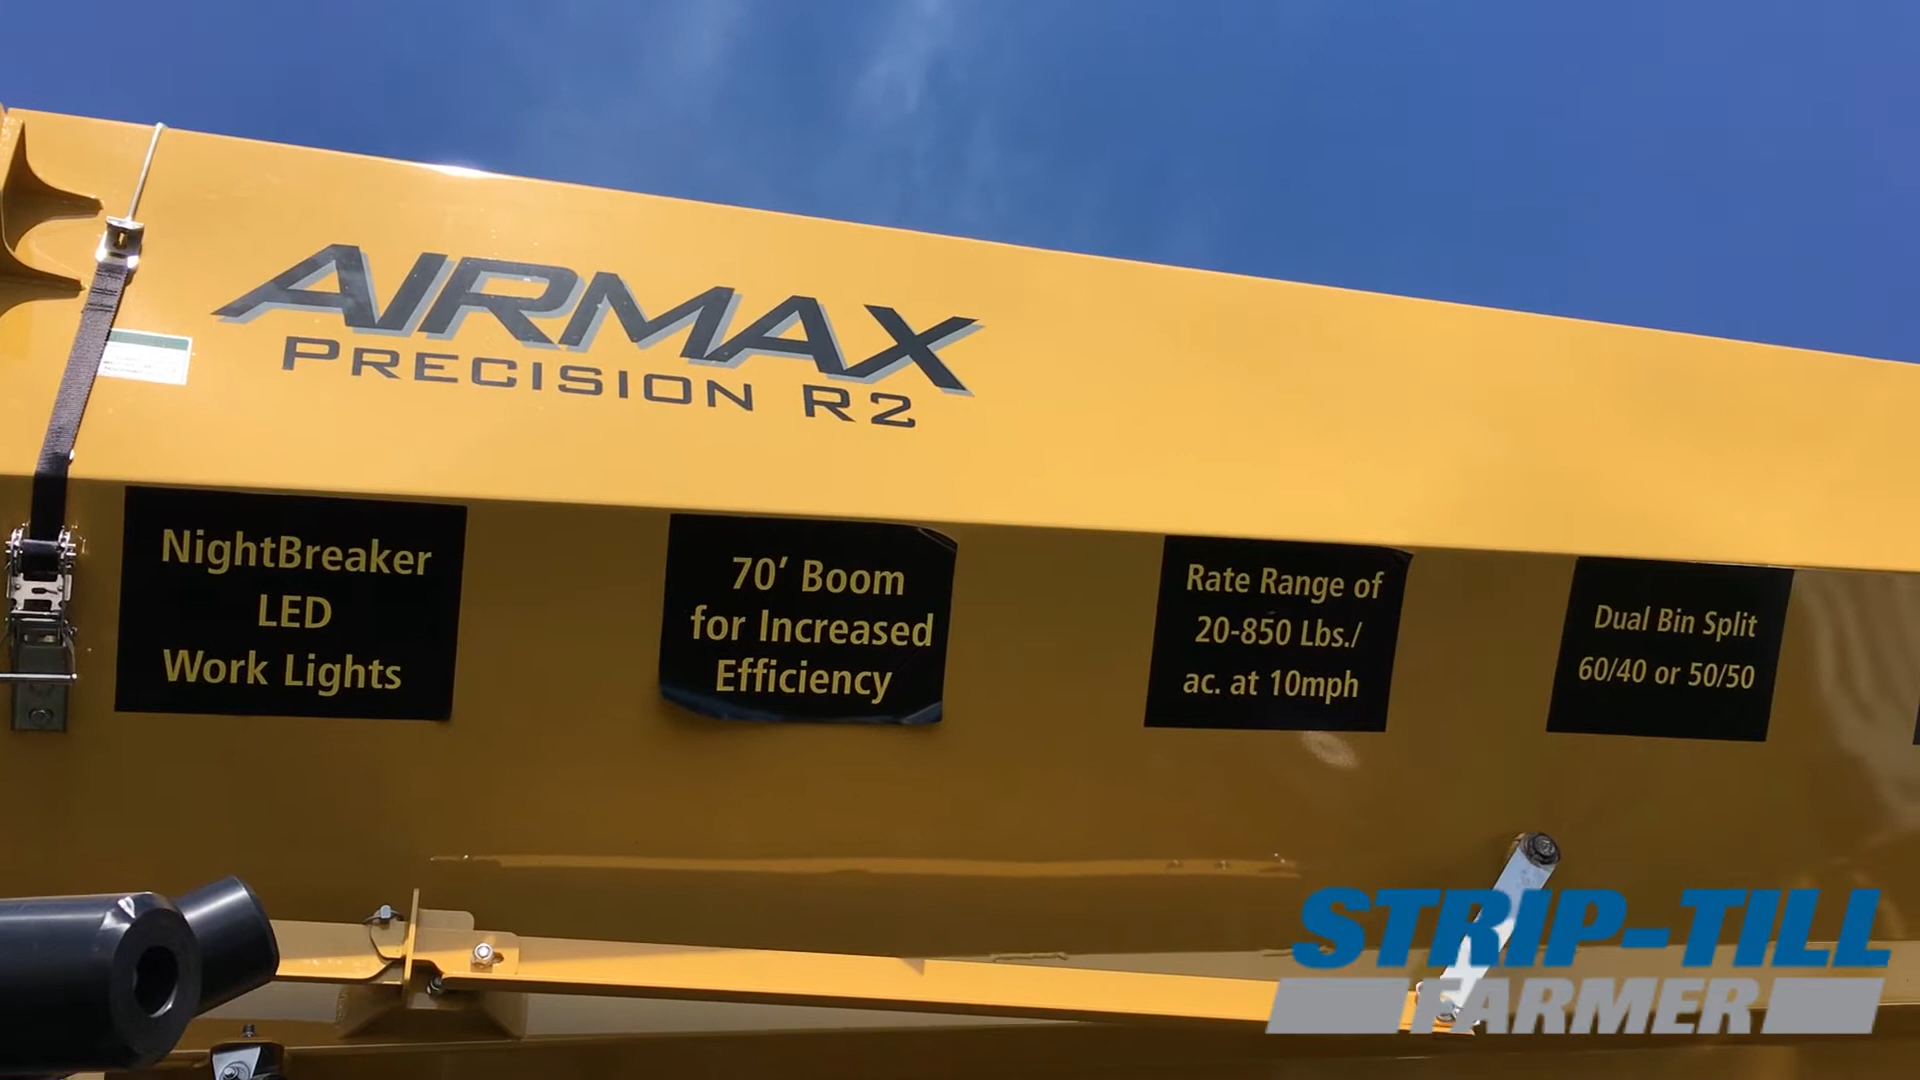 AIRMAX
PRECISION R2
NightBreaker
LED
Work Lights
70' Boom
for Increased
Efficiency
Rate Range of
20-850 Lbs./
ac. at 10mph
Dual Bin Split
60/40 or 50/50
STRIP-TILL
FARMER